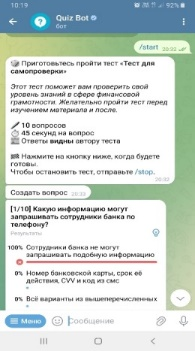 10:19
92%
Quiz Bot
бот
/start
🎲 Приготовьтесь пройти тест «Тест для
самопроверки»
Этот тест поможет вам проверить свой
уровень знаний в сфере финансовой
грамотности. Желательно пройти тест перед
изучением материала и после.
🖊 10 вопросов
⏱ 45 секунд на вопрос
📰 Ответы видны автору теста
🏁 Нажмите на кнопку ниже, когда будете
готовы.
Чтобы остановить тест, отправьте /stop.
Создать вопрос
[1/10] Какую информацию могут
запрашивать сотрудники банка по
телефону?
Результаты
100% Сотрудники банка не могут
запрашивать подобную информацию
0% Номер банковской карты, срок её
действия, CVV и код из смс
0% Всё варианты из вышеперечисленных
Меню
Сообщение